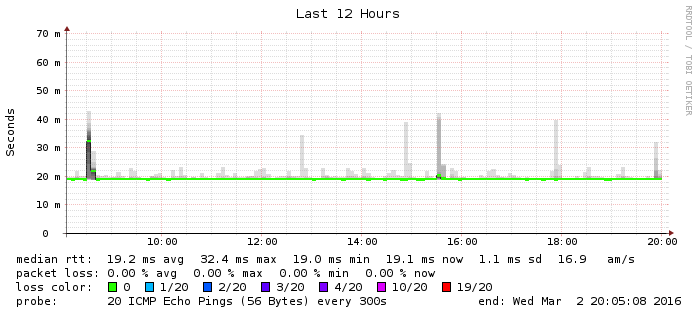 Last 12 Hours
RRDTOOL / TOBI OETIKER
Seconds
70 m
60 m
50 m
40 m
30 m
20 m
10 m
0
10:00 12:00 14:00 16:00 18:00 20:00
median rtt: 19.2 ms avg 32.4 ms max 19.0 ms min 19.1 ms now 1.1 ms sd 16.9 am/s
packet loss: 0.00 % avg 0.00 % max 0.00 % min 0.00 % now
loss color: 0 1/20 2/20 3/20 4/20 10/20 19/20
probe: 20 ICMP Echo Pings (56 Bytes) every 300s end: Wed Mar 2 20:05:08 2016